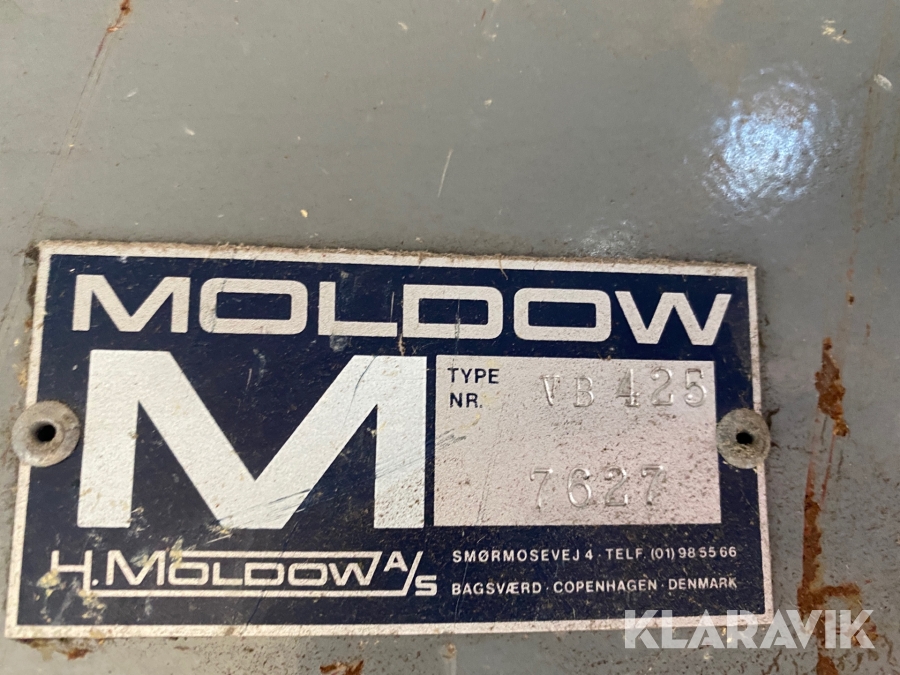 MOLDOW
M
TYPE VB 425
NR. 7627
H. MOLDOW A/S
SMØRMOSEVEJ 4 · TELF. (01) 98 55 66
BAGSVÆRD · COPENHAGEN · DENMARK
KLARAVIK